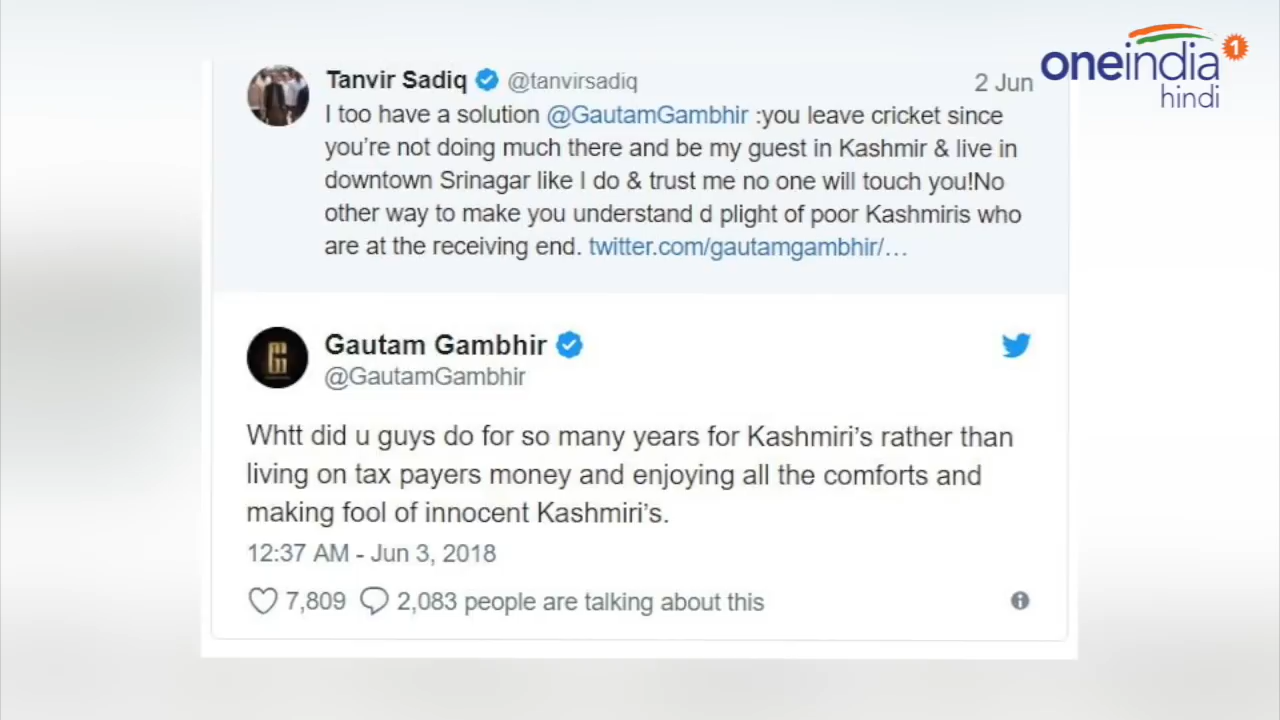 oneindia
1
hindi
Tanvir Sadiq @tanvirsadiq 2 Jun
I too have a solution @GautamGambhir :you leave cricket since
you're not doing much there and be my guest in Kashmir & live in
downtown Srinagar like I do & trust me no one will touch you!No
other way to make you understand d plight of poor Kashmiris who
are at the receiving end. twitter.com/gautamgambhir/…
G
Gautam Gambhir
@GautamGambhir
Whtt did u guys do for so many years for Kashmiri's rather than
living on tax payers money and enjoying all the comforts and
making fool of innocent Kashmiri's.
12:37 AM - Jun 3, 2018
7,809 2,083 people are talking about this